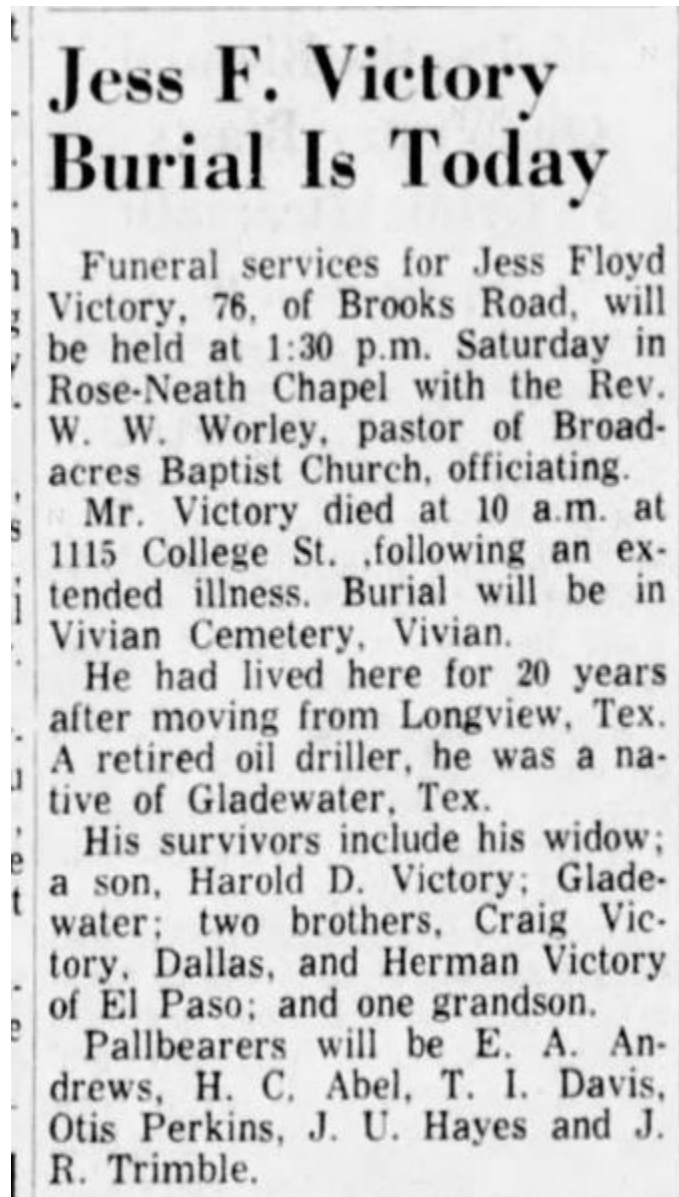 Jess F. Victory
Burial Is Today
Funeral services for Jess Floyd
Victory, 76, of Brooks Road, will
be held at 1:30 p.m. Saturday in
Rose-Neath Chapel with the Rev.
W. W. Worley, pastor of Broad-
acres Baptist Church, officiating.
Mr. Victory died at 10 a.m. at
1115 College St. ,following an ex-
tended illness. Burial will be in
Vivian Cemetery, Vivian.
He had lived here for 20 years
after moving from Longview, Tex.
A retired oil driller, he was a na-
tive of Gladewater, Tex.
His survivors include his widow;
a son, Harold D. Victory; Glade-
water; two brothers, Craig Vic-
tory, Dallas, and Herman Victory
of El Paso; and one grandson.
Pallbearers will be E. A. An-
drews, H. C. Abel, T. I. Davis,
Otis Perkins, J. U. Hayes and J.
R. Trimble.